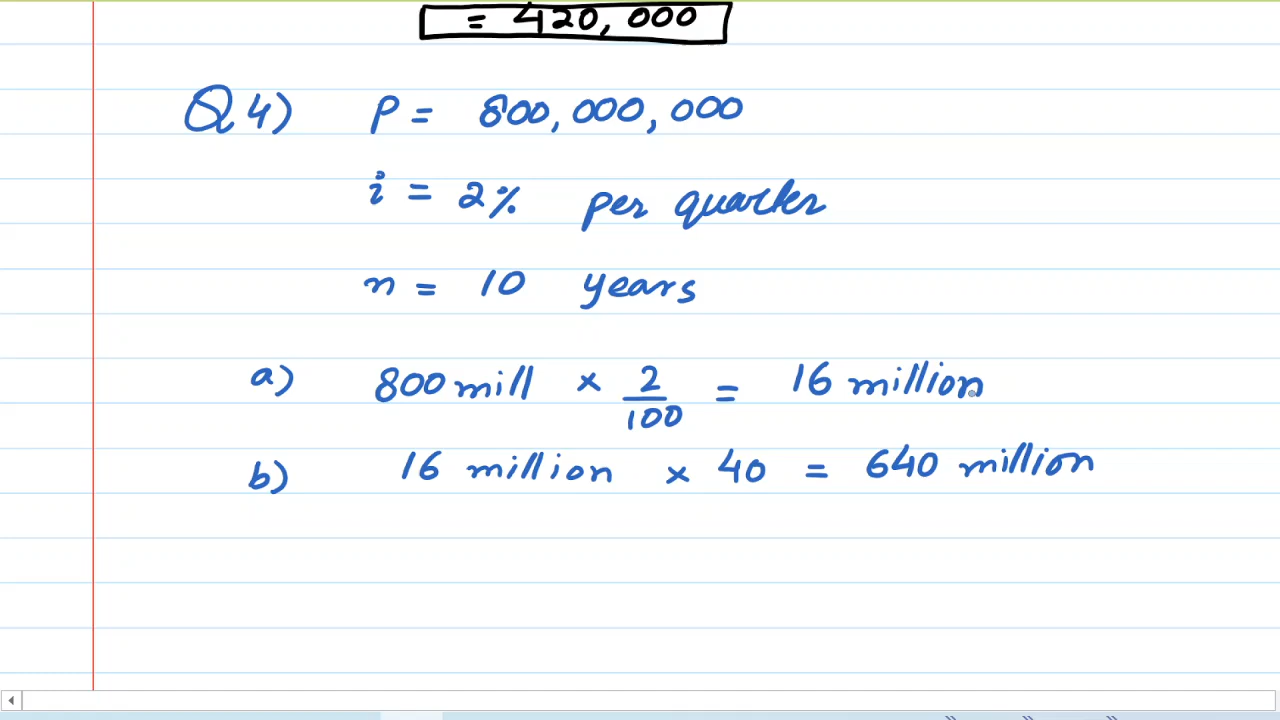 = 420,000
Q4) P = 800,000,000
i = 2% per quarter
n = 10 years
a) 800 mill × 2/100 = 16 million
b) 16 million × 40 = 640 million